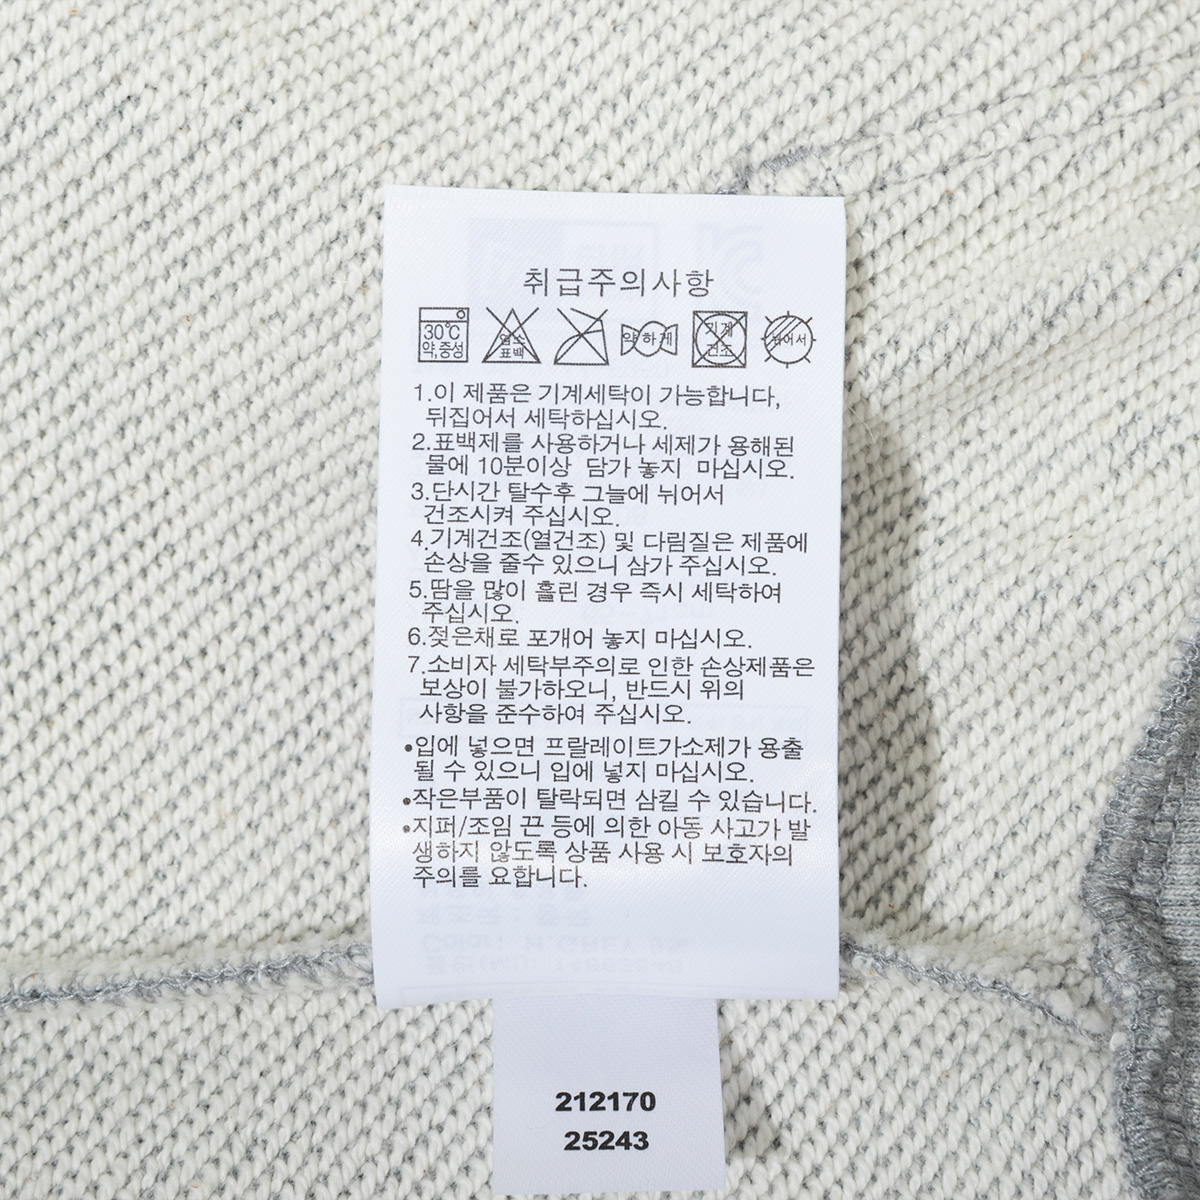 취급주의사항
30℃ 약,중성 염소 표백 약하게 기계 건조 뉘어서
1.이 제품은 기계세탁이 가능합니다,
뒤집어서 세탁하십시오.
2.표백제를 사용하거나 세제가 용해된
물에 10분이상 담가 놓지 마십시오.
3.단시간 탈수후 그늘에 뉘어서
건조시켜 주십시오.
4.기계건조(열건조) 및 다림질은 제품에
손상을 줄수 있으니 삼가 주십시오.
5.땀을 많이 흘린 경우 즉시 세탁하여
주십시오.
6.젖은채로 포개어 놓지 마십시오.
7.소비자 세탁부주의로 인한 손상제품은
보상이 불가하오니, 반드시 위의
사항을 준수하여 주십시오.
•입에 넣으면 프탈레이트가소제가 용출
될 수 있으니 입에 넣지 마십시오.
•작은부품이 탈락되면 삼킬 수 있습니다.
•지퍼/조임 끈 등에 의한 아동 사고가 발
생하지 않도록 상품 사용 시 보호자의
주의를 요합니다.
212170
25243